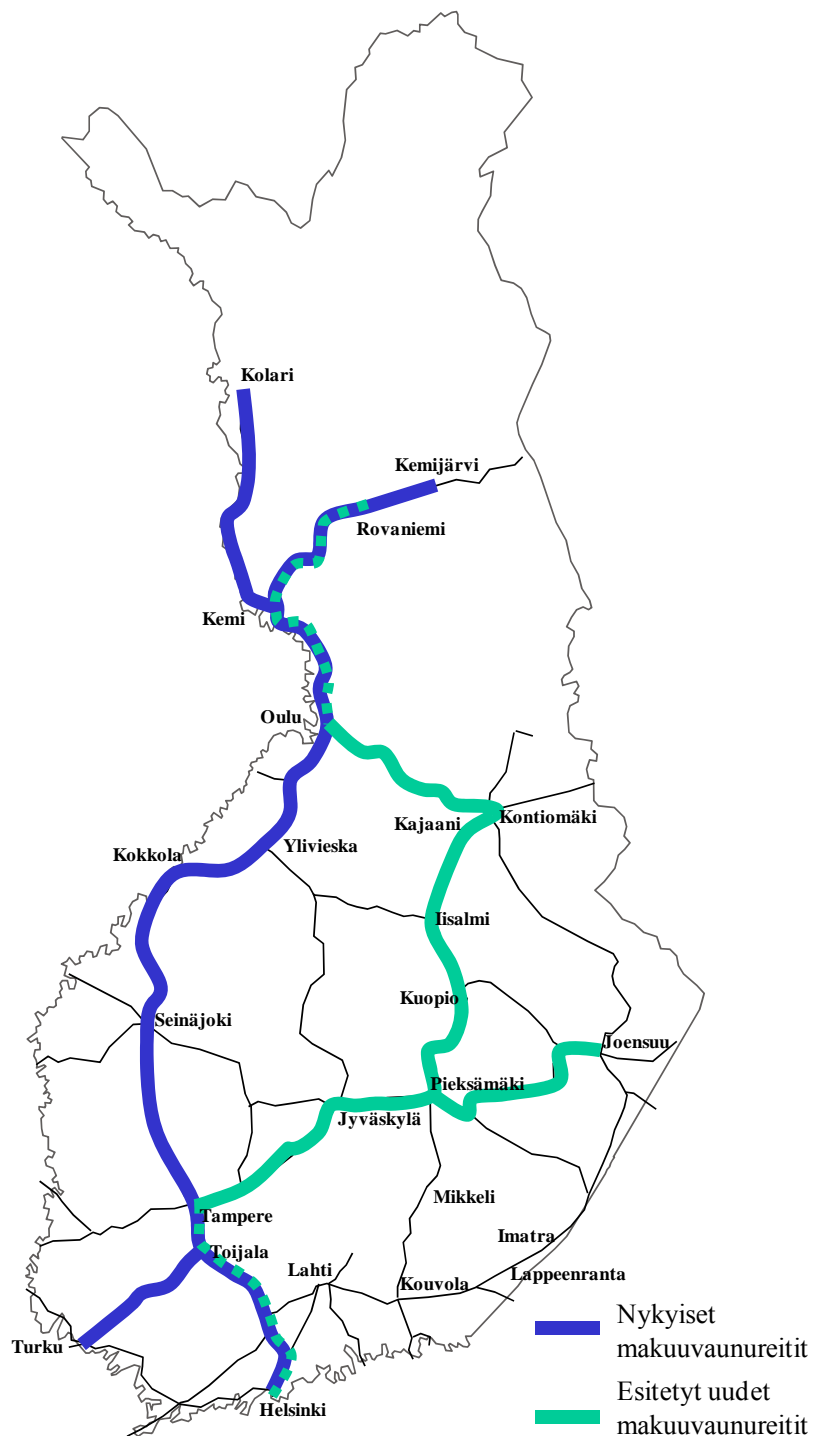 Kolari
Kemijärvi
Rovaniemi
Kemi
Oulu
Kajaani
Kontiomäki
Ylivieska
Kokkola
Iisalmi
Kuopio
Seinäjoki
Joensuu
Pieksämäki
Jyväskylä
Mikkeli
Tampere
Imatra
Toijala
Lahti
Lappeenranta
Kouvola
Turku
Helsinki
Nykyiset
makuuvaunureitit
Esitetyt uudet
makuuvaunureitit